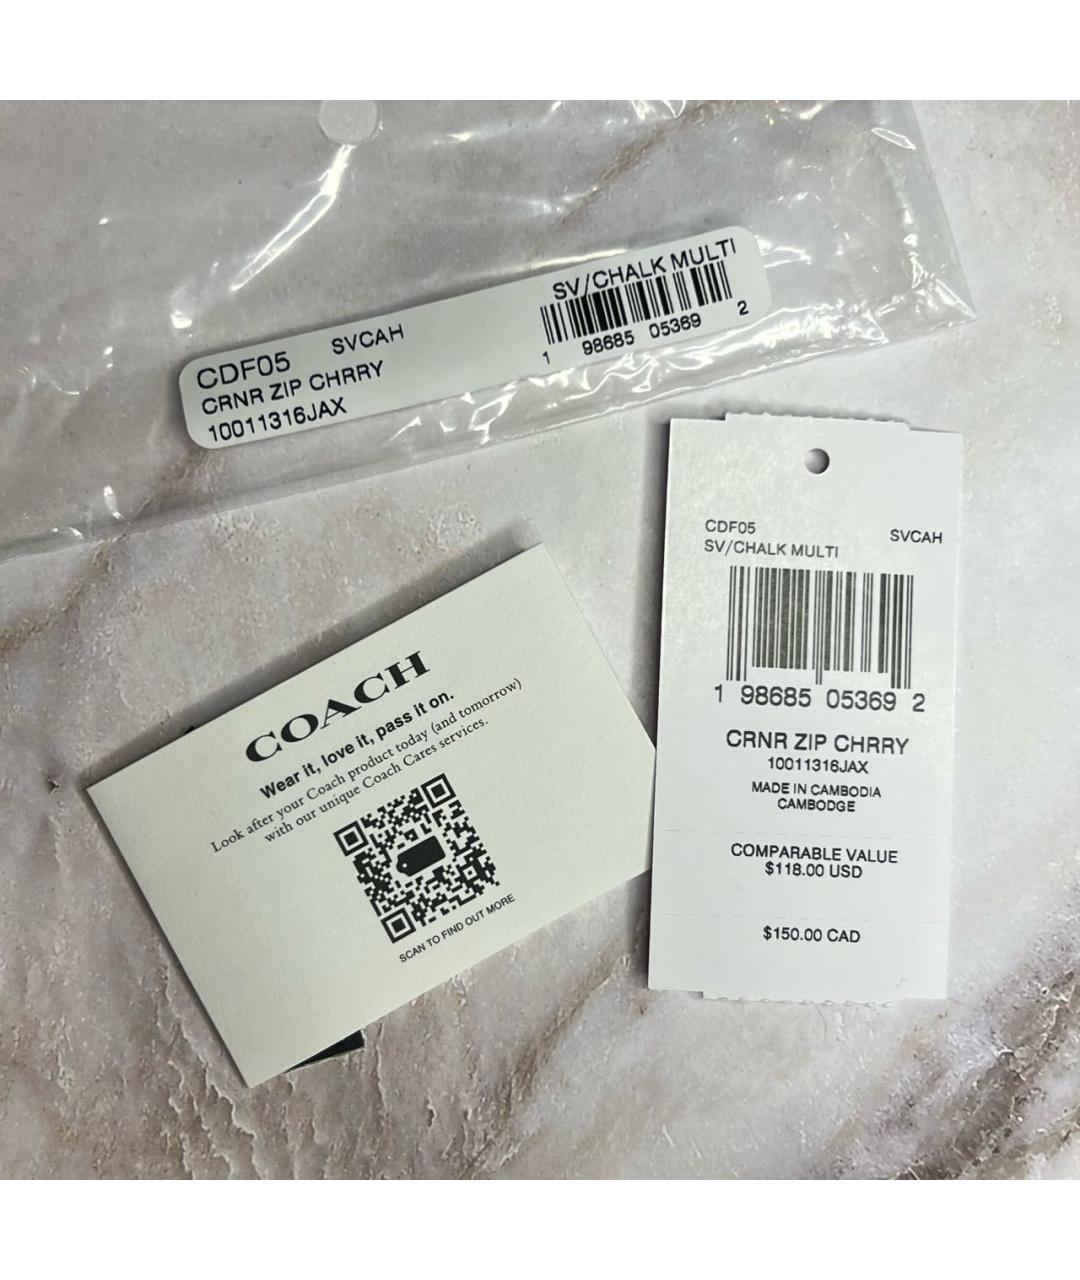 CDF05 SVCAH
CRNR ZIP CHRRY
10011316JAX
SV/CHALK MULTI
1 98685 05369 2
COACH
Wear it, love it, pass it on.
Look after your Coach product today (and tomorrow)
with our unique Coach Cares services.
SCAN TO FIND OUT MORE
CDF05 SVCAH
SV/CHALK MULTI
1 98685 05369 2
CRNR ZIP CHRRY
10011316JAX
MADE IN CAMBODIA
CAMBODGE
COMPARABLE VALUE
$118.00 USD
$150.00 CAD